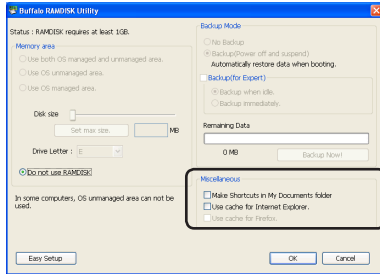 Buffalo RAMDISK Utility
Status : RAMDISK requires at least 1GB.
Memory area
Use both OS managed and unmanaged area.
Use OS unmanaged area.
Use OS managed area.
Disk size
Set max size.
MB
Drive Letter :
E
Do not use RAMDISK
In some computers, OS unmanaged area can not be
used.
Easy Setup
Backup Mode
No Backup
Backup(Power off and suspend)
Automatically restore data when booting.
Backup(for Expert)
Backup when idle.
Backup immediately.
Remaining Data
0 MB
Backup Now!
Miscellaneous
Make Shortcuts in My Documents folder
Use cache for Internet Explorer.
Use cache for Firefox.
OK
Cancel